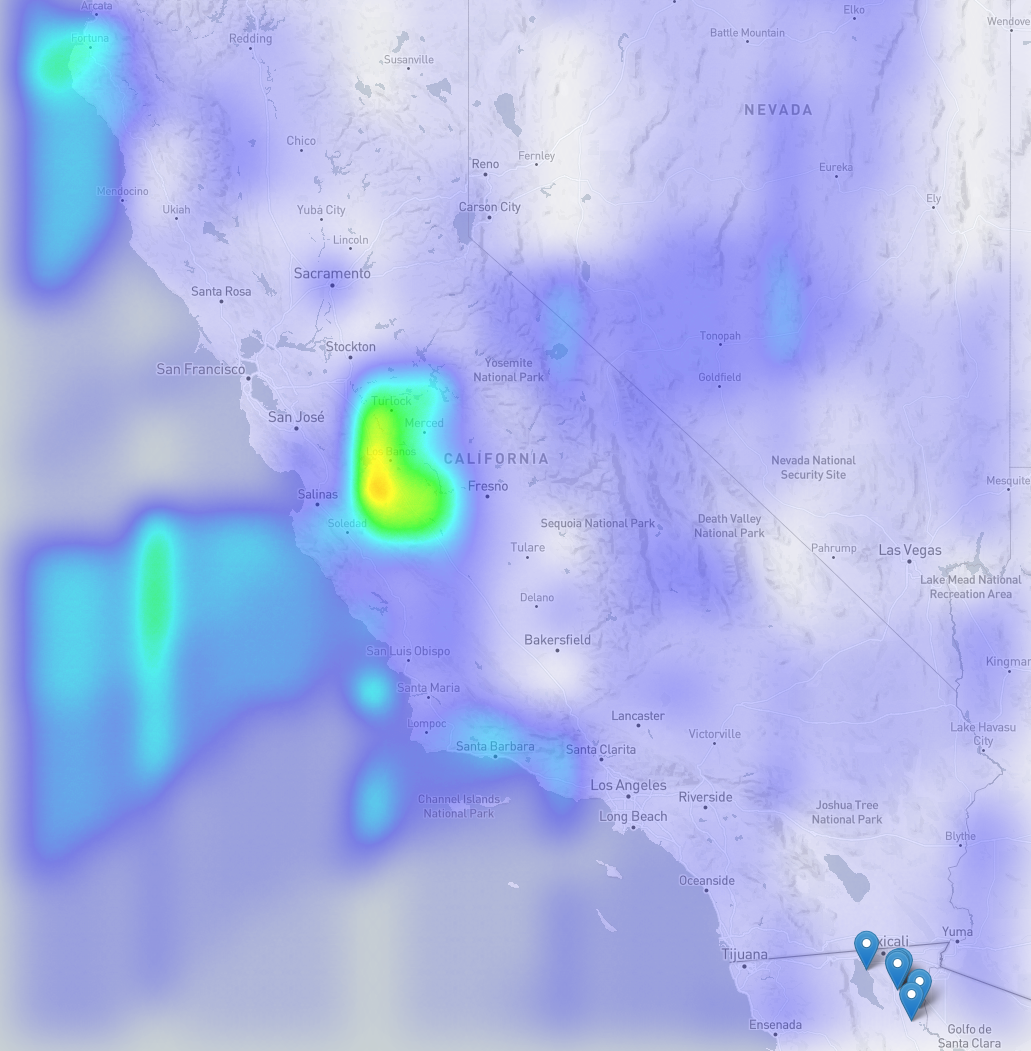 Arcata
Elko
Wendove
Fortuna
Redding
Battle Mountain
Susanville
NEVADA
Chico
Fernley
Reno
Eureka
Mendocino
Ely
Ukiah
Yuba City
Carson City
Lincoln
Sacramento
Santa Rosa
Tonopah
Stockton
San Francisco
Yosemite
National Park
Goldfield
Turlock
San José
Merced
Los Banos
CALIFORNIA
Nevada National
Security Site
Mesquite
Salinas
Fresno
Soledad
Sequoia National Park
Death Valley
National Park
Tulare
Pahrump
Las Vegas
Lake Mead National
Recreation Area
Delano
Bakersfield
San Luis Obispo
Kingmar
Santa Maria
Lancaster
Lompoc
Victorville
Lake Havasu
City
Santa Barbara
Santa Clarita
Los Angeles
Riverside
Channel Islands
National Park
Long Beach
Joshua Tree
National Park
Blythe
Oceanside
xicali
Yuma
Tijuana
Ensenada
Golfo de
Santa Clara